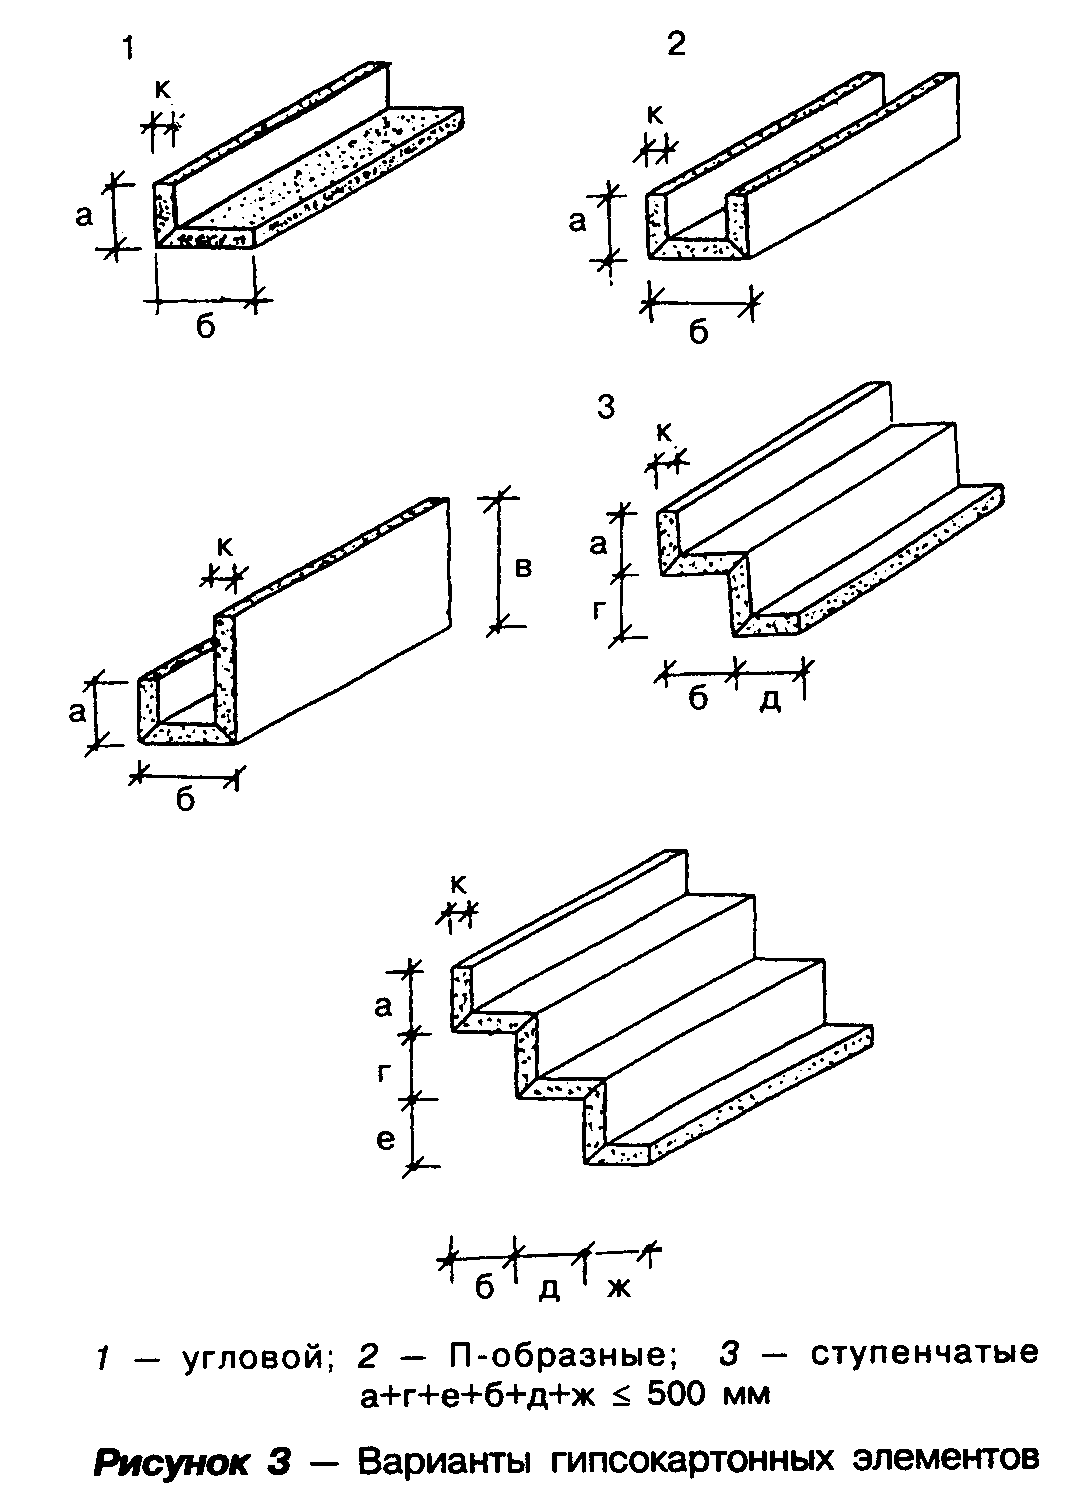 1
к
а
б
2
к
а
б
к
в
а
б
3
к
а
г
б д
к
а
г
е
б д ж
1 — угловой; 2 — П-образные; 3 — ступенчатые
а+г+е+б+д+ж ≤ 500 мм
Рисунок 3 — Варианты гипсокартонных элементов